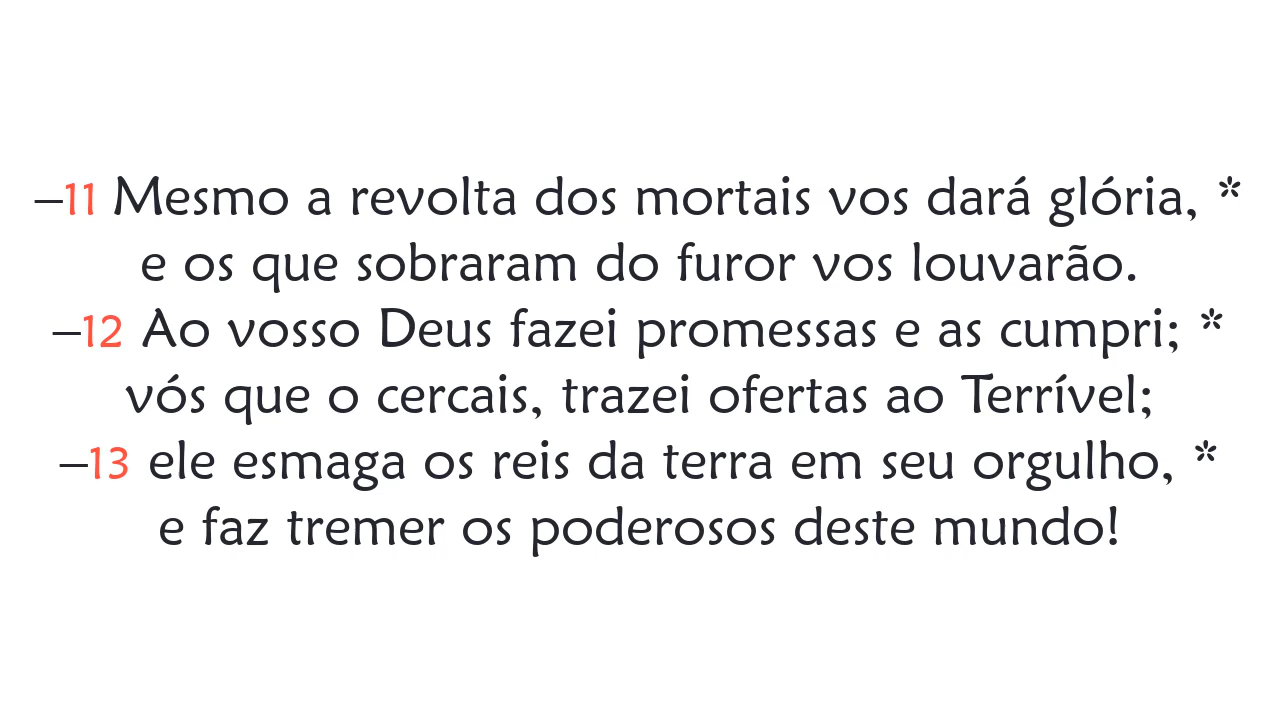 –11 Mesmo a revolta dos mortais vos dará glória, *
e os que sobraram do furor vos louvarão.
–12 Ao vosso Deus fazei promessas e as cumpri; *
vós que o cercais, trazei ofertas ao Terrível;
–13 ele esmaga os reis da terra em seu orgulho, *
e faz tremer os poderosos deste mundo!